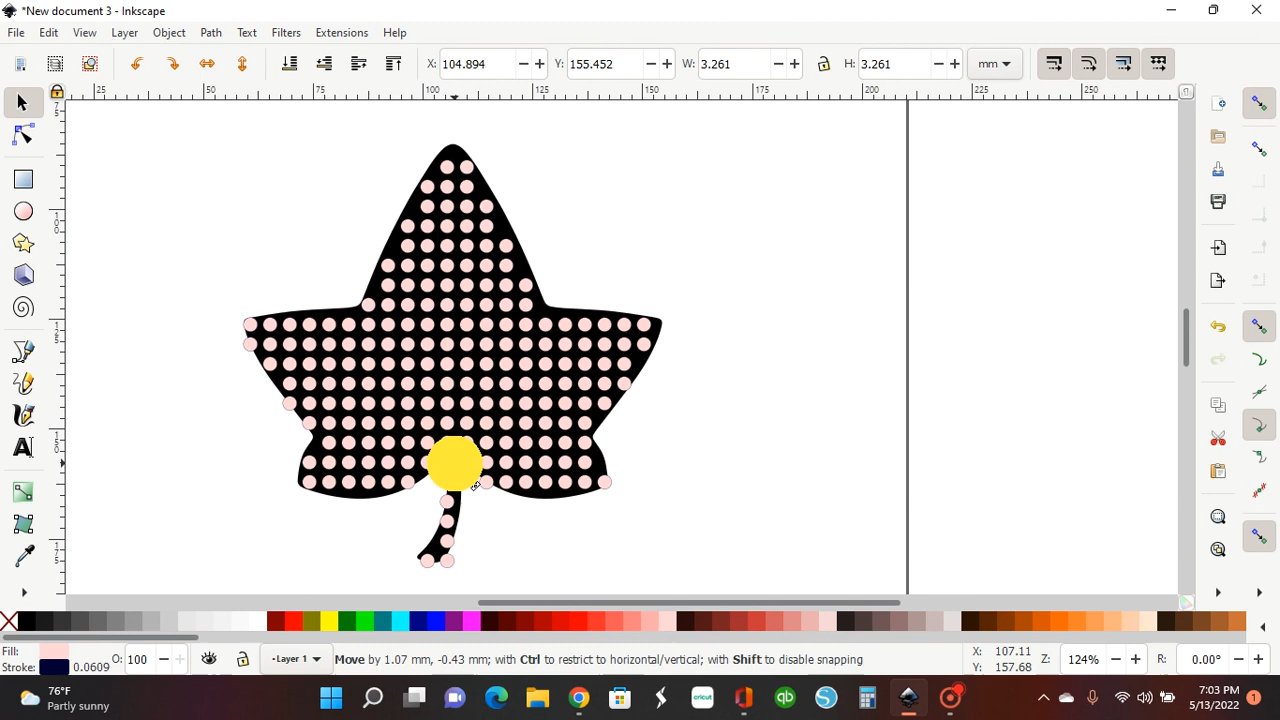 *New document 3 - Inkscape
File Edit View Layer Object Path Text Filters Extensions Help
X: 104.894 Y: 155.452 W: 3.261 H: 3.261 mm
25 50 75 100 125 150 175 200 225 250
Fill:
Stroke: 0.0609 O: 100 •Layer 1 Move by 1.07 mm, -0.43 mm; with Ctrl to restrict to horizontal/vertical; with Shift to disable snapping X: 107.11 Y: 157.68 Z: 124% R: 0.00°
76°F
Partly sunny
cricut
qb
7:03 PM
5/13/2022
1